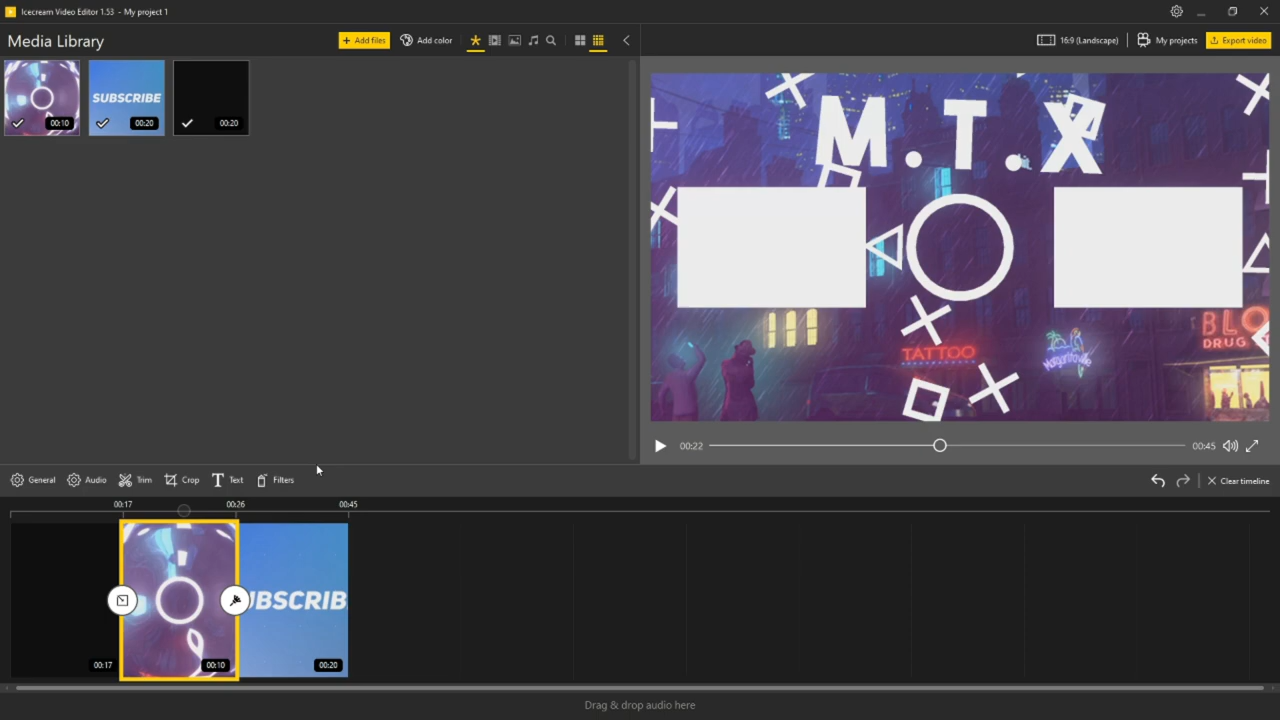 Icecream Video Editor 1.53 - My project 1
Media Library
Add files
Add color
16:9 (Landscape)
My projects
Export video
00:10
SUBSCRIBE
00:20
00:20
M.T.X
TATTOO
Margaritaville
BLO
DRUG
00:22
00:45
General
Audio
Trim
Crop
Text
Filters
Clear timeline
00:17
00:26
00:45
UBSCRIB
00:17
00:10
00:20
Drag & drop audio here